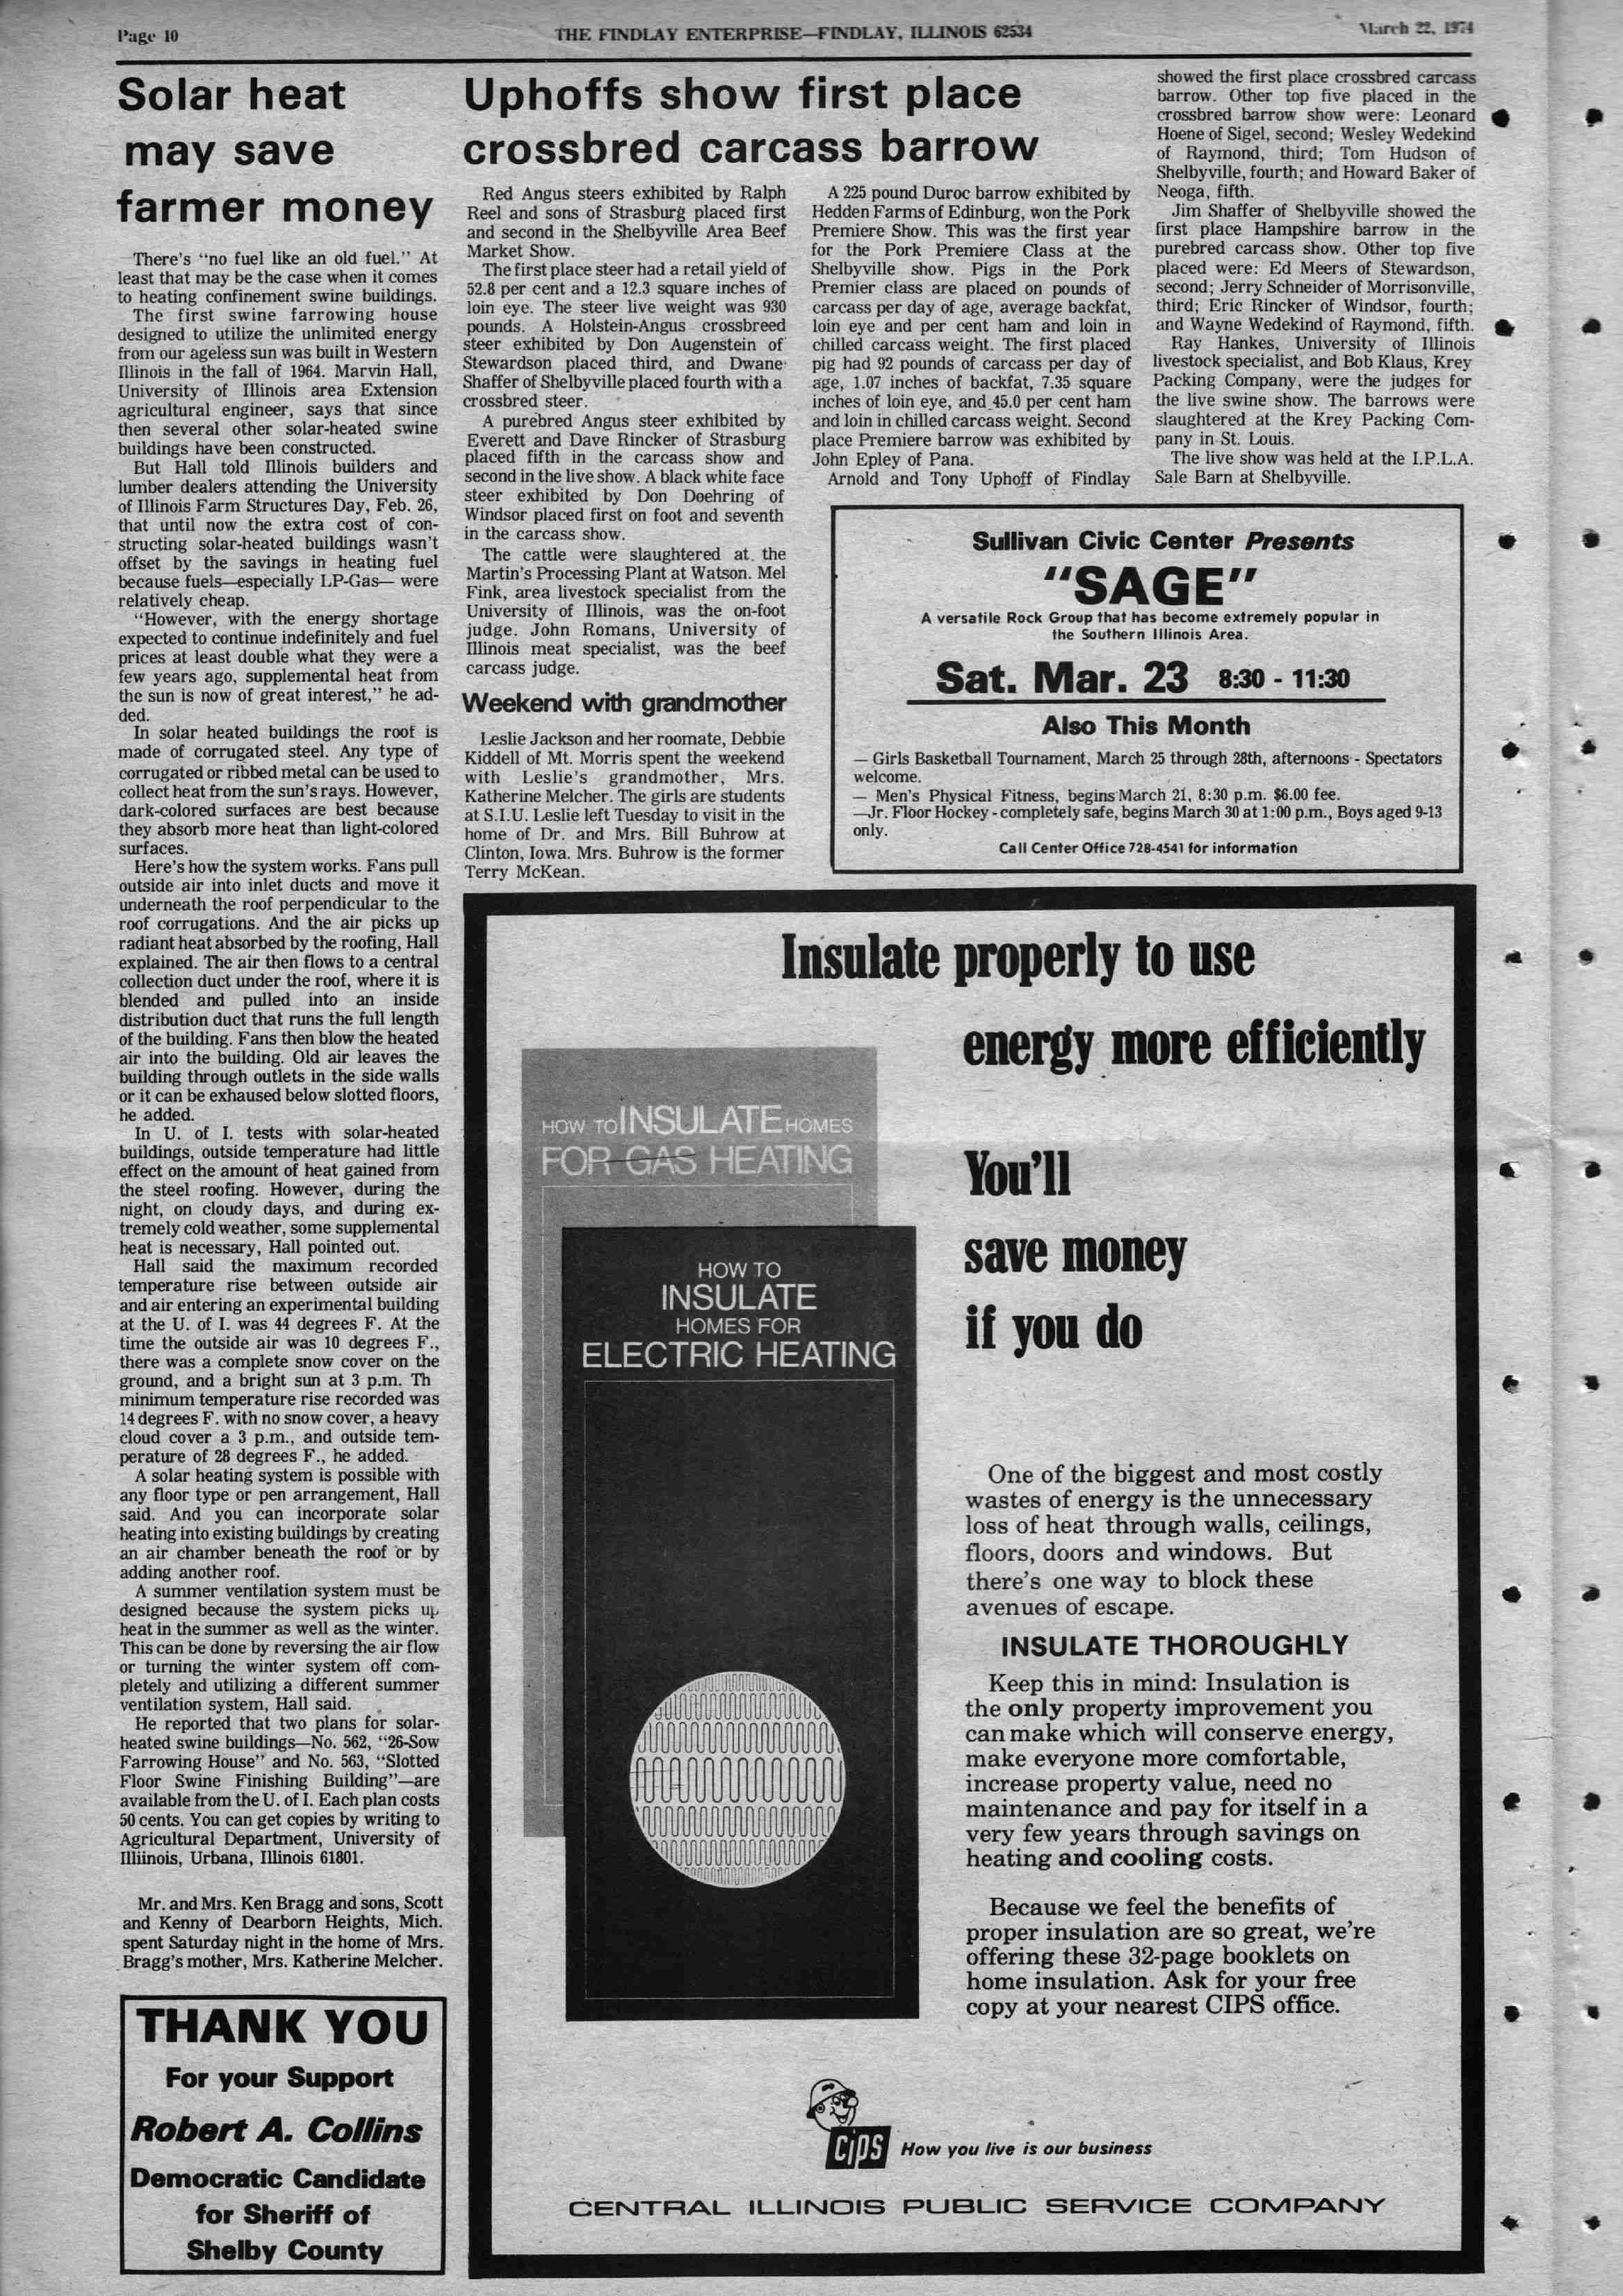 Page 10
THE FINDLAY ENTERPRISE—FINDLAY, ILLINOIS 62534
March 22, 1974
Solar heat
may save
farmer money
There's "no fuel like an old fuel." At
least that may be the case when it comes
to heating confinement swine buildings.
The first swine farrowing house
designed to utilize the unlimited energy
from our ageless sun was built in Western
Illinois in the fall of 1964. Marvin Hall,
University of Illinois area Extension
agricultural engineer, says that since
then several other solar-heated swine
buildings have been constructed.
But Hall told Illinois builders and
lumber dealers attending the University
of Illinois Farm Structures Day, Feb. 26,
that until now the extra cost of con-
structing solar-heated buildings wasn't
offset by the savings in heating fuel
because fuels—especially LP-Gas— were
relatively cheap.
"However, with the energy shortage
expected to continue indefinitely and fuel
prices at least double what they were a
few years ago, supplemental heat from
the sun is now of great interest," he ad-
ded.
In solar heated buildings the roof is
made of corrugated steel. Any type of
corrugated or ribbed metal can be used to
collect heat from the sun's rays. However,
dark-colored surfaces are best because
they absorb more heat than light-colored
surfaces.
Here's how the system works. Fans pull
outside air into inlet ducts and move it
underneath the roof perpendicular to the
roof corrugations. And the air picks up
radiant heat absorbed by the roofing, Hall
explained. The air then flows to a central
collection duct under the roof, where it is
blended and pulled into an inside
distribution duct that runs the full length
of the building. Fans then blow the heated
air into the building. Old air leaves the
building through outlets in the side walls
or it can be exhaused below slotted floors,
he added.
In U. of I. tests with solar-heated
buildings, outside temperature had little
effect on the amount of heat gained from
the steel roofing. However, during the
night, on cloudy days, and during ex-
tremely cold weather, some supplemental
heat is necessary, Hall pointed out.
Hall said the maximum recorded
temperature rise between outside air
and air entering an experimental building
at the U. of I. was 44 degrees F. At the
time the outside air was 10 degrees F.,
there was a complete snow cover on the
ground, and a bright sun at 3 p.m. Th
minimum temperature rise recorded was
14 degrees F. with no snow cover, a heavy
cloud cover a 3 p.m., and outside tem-
perature of 28 degrees F., he added.
A solar heating system is possible with
any floor type or pen arrangement, Hall
said. And you can incorporate solar
heating into existing buildings by creating
an air chamber beneath the roof or by
adding another roof.
A summer ventilation system must be
designed because the system picks up
heat in the summer as well as the winter.
This can be done by reversing the air flow
or turning the winter system off com-
pletely and utilizing a different summer
ventilation system, Hall said.
He reported that two plans for solar-
heated swine buildings—No. 562, "26-Sow
Farrowing House" and No. 563, "Slotted
Floor Swine Finishing Building"—are
available from the U. of I. Each plan costs
50 cents. You can get copies by writing to
Agricultural Department, University of
Illiinois, Urbana, Illinois 61801.
Mr. and Mrs. Ken Bragg and sons, Scott
and Kenny of Dearborn Heights, Mich.
spent Saturday night in the home of Mrs.
Bragg's mother, Mrs. Katherine Melcher.
THANK YOU
For your Support
Robert A. Collins
Democratic Candidate
for Sheriff of
Shelby County
Uphoffs show first place
crossbred carcass barrow
Red Angus steers exhibited by Ralph
Reel and sons of Strasburg placed first
and second in the Shelbyville Area Beef
Market Show.
The first place steer had a retail yield of
52.8 per cent and a 12.3 square inches of
loin eye. The steer live weight was 930
pounds. A Holstein-Angus crossbreed
steer exhibited by Don Augenstein of
Stewardson placed third, and Dwane
Shaffer of Shelbyville placed fourth with a
crossbred steer.
A purebred Angus steer exhibited by
Everett and Dave Rincker of Strasburg
placed fifth in the carcass show and
second in the live show. A black white face
steer exhibited by Don Doehring of
Windsor placed first on foot and seventh
in the carcass show.
The cattle were slaughtered at the
Martin's Processing Plant at Watson. Mel
Fink, area livestock specialist from the
University of Illinois, was the on-foot
judge. John Romans, University of
Illinois meat specialist, was the beef
carcass judge.
Weekend with grandmother
Leslie Jackson and her roomate, Debbie
Kiddell of Mt. Morris spent the weekend
with Leslie's grandmother, Mrs.
Katherine Melcher. The girls are students
at S.I.U. Leslie left Tuesday to visit in the
home of Dr. and Mrs. Bill Buhrow at
Clinton, Iowa. Mrs. Buhrow is the former
Terry McKean.
A 225 pound Duroc barrow exhibited by
Hedden Farms of Edinburg, won the Pork
Premiere Show. This was the first year
for the Pork Premiere Class at the
Shelbyville show. Pigs in the Pork
Premier class are placed on pounds of
carcass per day of age, average backfat,
loin eye and per cent ham and loin in
chilled carcass weight. The first placed
pig had 92 pounds of carcass per day of
age, 1.07 inches of backfat, 7.35 square
inches of loin eye, and 45.0 per cent ham
and loin in chilled carcass weight. Second
place Premiere barrow was exhibited by
John Epley of Pana.
Arnold and Tony Uphoff of Findlay
showed the first place crossbred carcass
barrow. Other top five placed in the
crossbred barrow show were: Leonard
Hoene of Sigel, second; Wesley Wedekind
of Raymond, third; Tom Hudson of
Shelbyville, fourth; and Howard Baker of
Neoga, fifth.
Jim Shaffer of Shelbyville showed the
first place Hampshire barrow in the
purebred carcass show. Other top five
placed were: Ed Meers of Stewardson,
second; Jerry Schneider of Morrisonville,
third; Eric Rincker of Windsor, fourth;
and Wayne Wedekind of Raymond, fifth.
Ray Hankes, University of Illinois
livestock specialist, and Bob Klaus, Krey
Packing Company, were the judges for
the live swine show. The barrows were
slaughtered at the Krey Packing Com-
pany in St. Louis.
The live show was held at the I.P.L.A.
Sale Barn at Shelbyville.
Sullivan Civic Center Presents
"SAGE"
A versatile Rock Group that has become extremely popular in
the Southern Illinois Area.
Sat. Mar. 23 8:30 - 11:30
Also This Month
— Girls Basketball Tournament, March 25 through 28th, afternoons - Spectators
welcome.
— Men's Physical Fitness, begins March 21, 8:30 p.m. $6.00 fee.
—Jr. Floor Hockey - completely safe, begins March 30 at 1:00 p.m., Boys aged 9-13
only.
Call Center Office 728-4541 for information
Insulate properly to use
energy more efficiently
You'll
save money
if you do
HOW TO INSULATE HOMES
FOR GAS HEATING
HOW TO
INSULATE
HOMES FOR
ELECTRIC HEATING
One of the biggest and most costly
wastes of energy is the unnecessary
loss of heat through walls, ceilings,
floors, doors and windows. But
there's one way to block these
avenues of escape.
INSULATE THOROUGHLY
Keep this in mind: Insulation is
the only property improvement you
can make which will conserve energy,
make everyone more comfortable,
increase property value, need no
maintenance and pay for itself in a
very few years through savings on
heating and cooling costs.
Because we feel the benefits of
proper insulation are so great, we're
offering these 32-page booklets on
home insulation. Ask for your free
copy at your nearest CIPS office.
CIPS How you live is our business
CENTRAL ILLINOIS PUBLIC SERVICE COMPANY